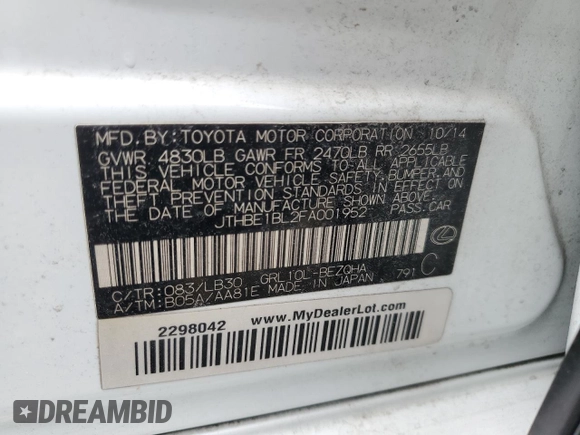 MFD. BY: TOYOTA MOTOR CORPORATION 10/14
GVWR 4830LB GAWR FR 2470LB RR 2655LB
THIS VEHICLE CONFORMS TO ALL APPLICABLE
FEDERAL MOTOR VEHICLE SAFETY, BUMPER, AND
THEFT PREVENTION STANDARDS IN EFFECT ON THE DATE OF
MANUFACTURE SHOWN ABOVE.
JTHBE1BL2FA001952 PASS.CAR
C/TR: 083/LB30 GRL10L-BEZQHA
A/TM: B05A/AA81E MADE IN JAPAN 791 C
2298042 www.MyDealerLot.com
DREAMBID